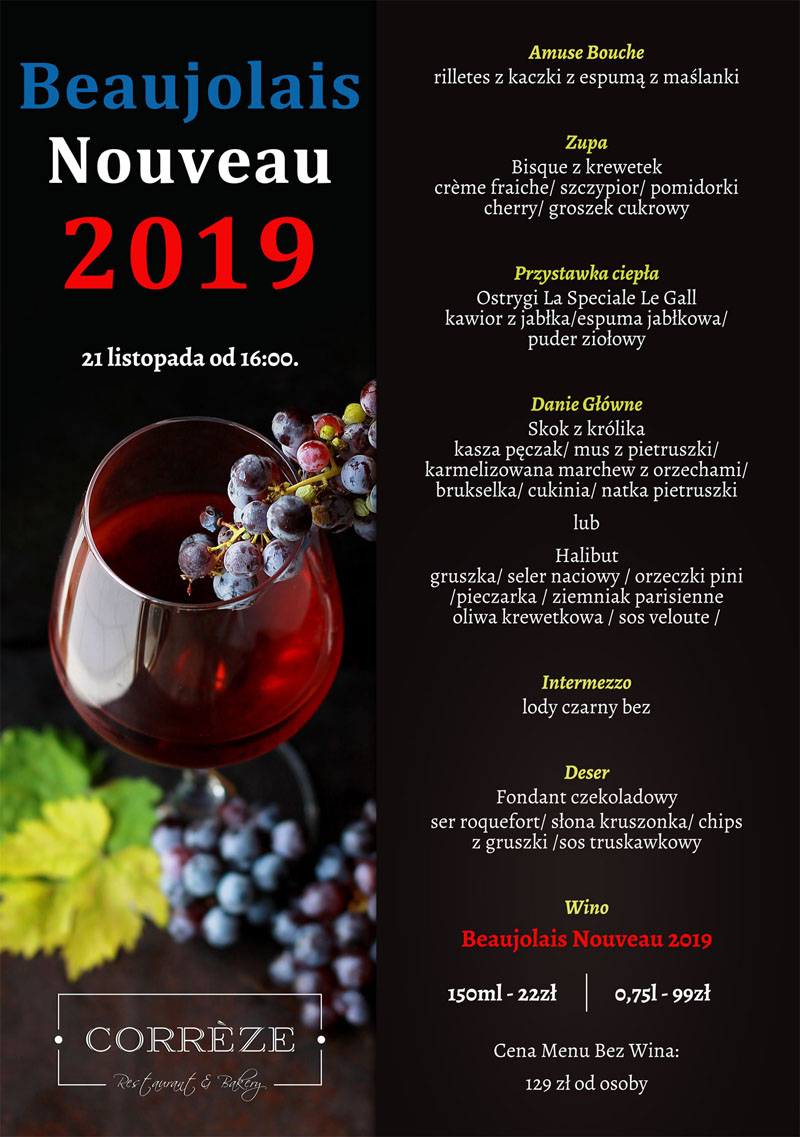 Beaujolais
Nouveau
2019
21 listopada od 16:00.
CORRÈZE
Restaurant & Bakery
Amuse Bouche
rilletes z kaczki z espumą z maślanki
Zupa
Bisque z krewetek
crème fraiche/ szczypior/ pomidorki
cherry/ groszek cukrowy
Przystawka ciepła
Ostrygi La Speciale Le Gall
kawior z jabłka/espuma jabłkowa/
puder ziołowy
Danie Główne
Skok z królika
kasza pęczak/ mus z pietruszki/
karmelizowana marchew z orzechami/
brukselka/ cukinia/ natka pietruszki
lub
Halibut
gruszka/ seler naciowy / orzeczki pini
/pieczarka / ziemniak parisienne
oliwa krewetkowa / sos veloute /
Intermezzo
lody czarny bez
Deser
Fondant czekoladowy
ser roquefort/ słona kruszonka/ chips
z gruszki /sos truskawkowy
Wino
Beaujolais Nouveau 2019
150ml - 22zł
0,75l - 99zł
Cena Menu Bez Wina:
129 zł od osoby